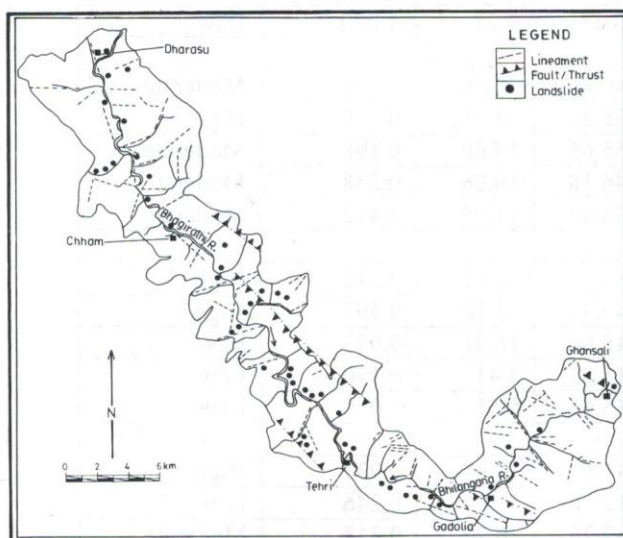 LEGEND
Lineament
Fault/Thrust
Landslide
Dharasu
Bhagirathi R.
Chham
Ghansali
N
0 2 4 6 km
Tehri
Bhilangana R.
Gadolia